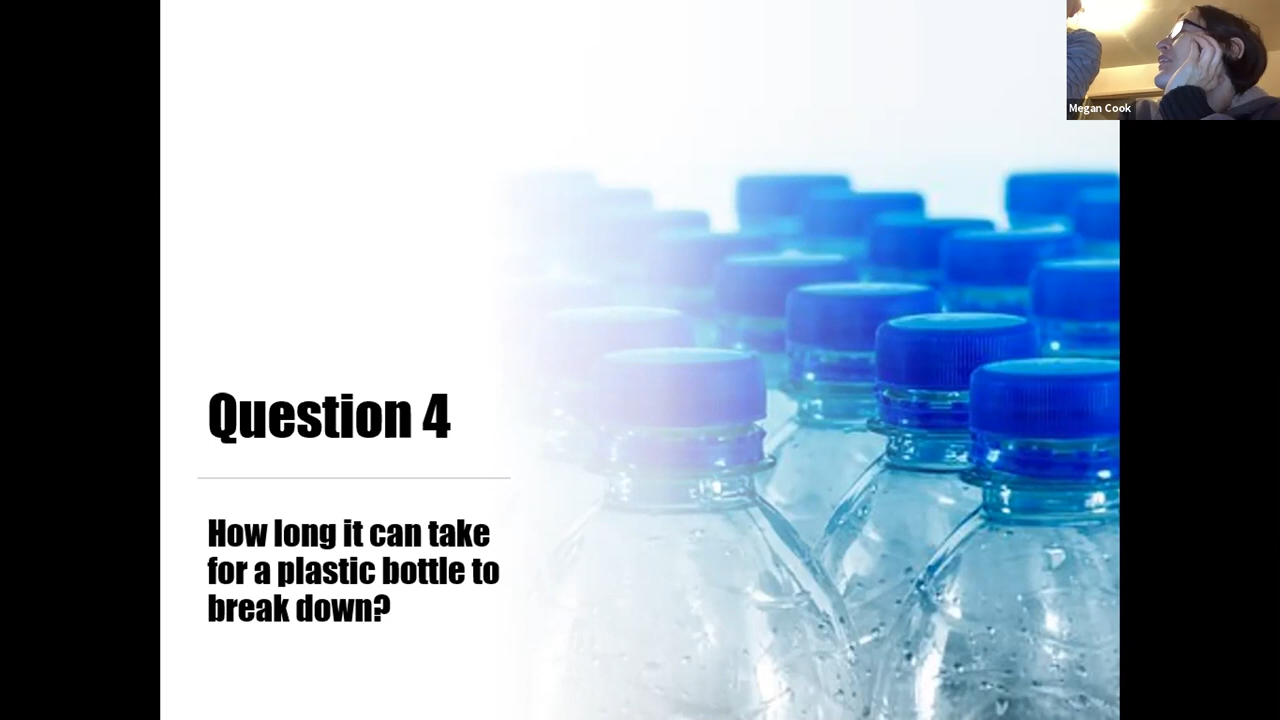 Megan Cook
Question 4
How long it can take
for a plastic bottle to
break down?